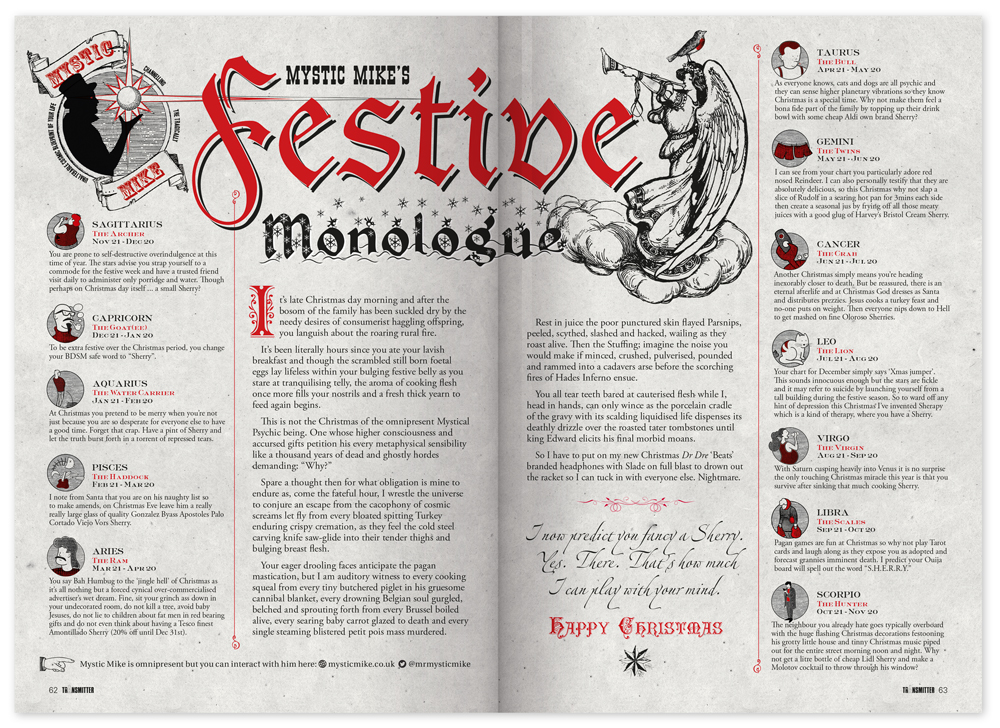 MYSTIC
MIKE
CHANNELLING
THE TRAGICALLY
UNALTERABLE COSMIC BLUEPRINT OF YOUR LIFE
MYSTIC MIKE'S
Festive
Monologue
SAGITTARIUS
The Archer
Nov 21 - Dec 20
You are prone to self-destructive overindulgence at this
time of year. The stars advise you strap yourself to a
commode for the festive week and have a trusted friend
visit daily to administer only porridge and water. Though
perhaps on Christmas day itself ... a small Sherry?
CAPRICORN
The Goat(ee)
Dec 21 - Jan 20
To be extra festive over the Christmas period, you change
your BDSM safe word to "Sherry".
AQUARIUS
The Water Carrier
Jan 21 - Feb 20
At Christmas you pretend to be merry when you're not
just because you are so desperate for everyone else to have
a good time. Forget that crap. Have a pint of Sherry and
let the truth burst forth in a torrent of repressed tears.
PISCES
The Haddock
Feb 21 - Mar 20
I note from Santa that you are on his naughty list so
to make amends, on Christmas Eve leave him a really
really large glass of quality Gonzalez Byass Apostoles Palo
Cortado Viejo Vors Sherry.
ARIES
The Ram
Mar 21 - Apr 20
You say Bah Humbug to the 'jingle hell' of Christmas as
it's all nothing but a forced cynical over-commercialised
advertiser's wet dream. Fine, sit your grinch ass down in
your undecorated room, do not kill a tree, avoid baby
Jesuses, do not lie to children about fat men in red bearing
gifts and do not even think about having a Tesco finest
Amontillado Sherry (20% off until Dec 31st).
It's late Christmas day morning and after the
bosom of the family has been suckled dry by the
needy desires of consumerist haggling offspring,
you languish about the roaring rural fire.
It's been literally hours since you ate your lavish
breakfast and though the scrambled still born foetal
eggs lay lifeless within your bulging festive belly as you
stare at tranquilising telly, the aroma of cooking flesh
once more fills your nostrils and a fresh thick yearn to
feed again begins.
This is not the Christmas of the omnipresent Mystical
Psychic being. One whose higher consciousness and
accursed gifts petition his every metaphysical sensibility
like a thousand years of dead and ghostly hordes
demanding: "Why?"
Spare a thought then for what obligation is mine to
endure as, come the fateful hour, I wrestle the universe
to conjure an escape from the cacophony of cosmic
screams let fly from every bloated spitting Turkey
enduring crispy cremation, as they feel the cold steel
carving knife saw-glide into their tender thighs and
bulging breast flesh.
Your eager drooling faces anticipate the pagan
mastication, but I am auditory witness to every cooking
squeal from every tiny butchered piglet in his gruesome
cannibal blanket, every drowning Belgian soul gurgled,
belched and sprouting forth from every Brussel boiled
alive, every searing baby carrot glazed to death and every
single steaming blistered petit pois mass murdered.
Rest in juice the poor punctured skin flayed Parsnips,
peeled, scythed, slashed and hacked, wailing as they
roast alive. Then the Stuffing; imagine the noise you
would make if minced, crushed, pulverised, pounded
and rammed into a cadavers arse before the scorching
fires of Hades Inferno ensue.
You all tear teeth bared at cauterised flesh while I,
head in hands, can only wince as the porcelain cradle
of the gravy with its scalding liquidised life dispenses its
deathly drizzle over the roasted tater tombstones until
king Edward elicits his final morbid moans.
So I have to put on my new Christmas Dr Dre 'Beats'
branded headphones with Slade on full blast to drown out
the racket so I can tuck in with everyone else. Nightmare.
I now predict you fancy a Sherry.
Yes. There. That's how much
I can play with your mind.
Happy Christmas
TAURUS
The Bull
Apr 21 - May 20
As everyone knows, cats and dogs are all psychic and
they can sense higher planetary vibrations so they know
Christmas is a special time. Why not make them feel a
bona fide part of the family by topping up their drink
bowl with some cheap Aldi own brand Sherry?
GEMINI
The Twins
May 21 - Jun 20
I can see from your chart you particularly adore red
nosed Reindeer. I can also personally testify that they are
absolutely delicious, so this Christmas why not slap a
slice of Rudolf in a searing hot pan for 3mins each side
then create a seasonal jus by frying off all those meaty
juices with a good glug of Harvey's Bristol Cream Sherry.
CANCER
The Crab
Jun 21 - Jul 20
Another Christmas simply means you're heading
inexorably closer to death. But be reassured, there is an
eternal afterlife and at Christmas God dresses as Santa
and distributes prezzies. Jesus cooks a turkey feast and
no-one puts on weight. Then everyone nips down to Hell
to get mashed on fine Oloroso Sherries.
LEO
The Lion
Jul 21 - Aug 20
Your chart for December simply says 'Xmas jumper'.
This sounds innocuous enough but the stars are fickle
and it may refer to suicide by launching yourself from a
tall building during the festive season. So to ward off any
hint of depression this Christmas I've invented Sherapy
which is a kind of therapy, where you have a Sherry.
VIRGO
The Virgin
Aug 21 - Sep 20
With Saturn cusping heavily into Venus it is no surprise
the only touching Christmas miracle this year is that you
survive after sinking that much cooking Sherry.
LIBRA
The Scales
Sep 21 - Oct 20
Pagan games are fun at Christmas so why not play Tarot
cards and laugh along as they expose you as adopted and
forecast grannies imminent death. I predict your Ouija
board will spell out the word "S.H.E.R.R.Y."
SCORPIO
The Hunter
Oct 21 - Nov 20
The neighbour you already hate goes typically overboard
with the huge flashing Christmas decorations festooning
his grotty little house and tinny Christmas music piped
out for the entire street morning noon and night. Why
not get a litre bottle of cheap Lidl Sherry and make a
Molotov cocktail to throw through his window?
Mystic Mike is omnipresent but you can interact with him here: mysticmike.co.uk @mrmysticmike
62
63